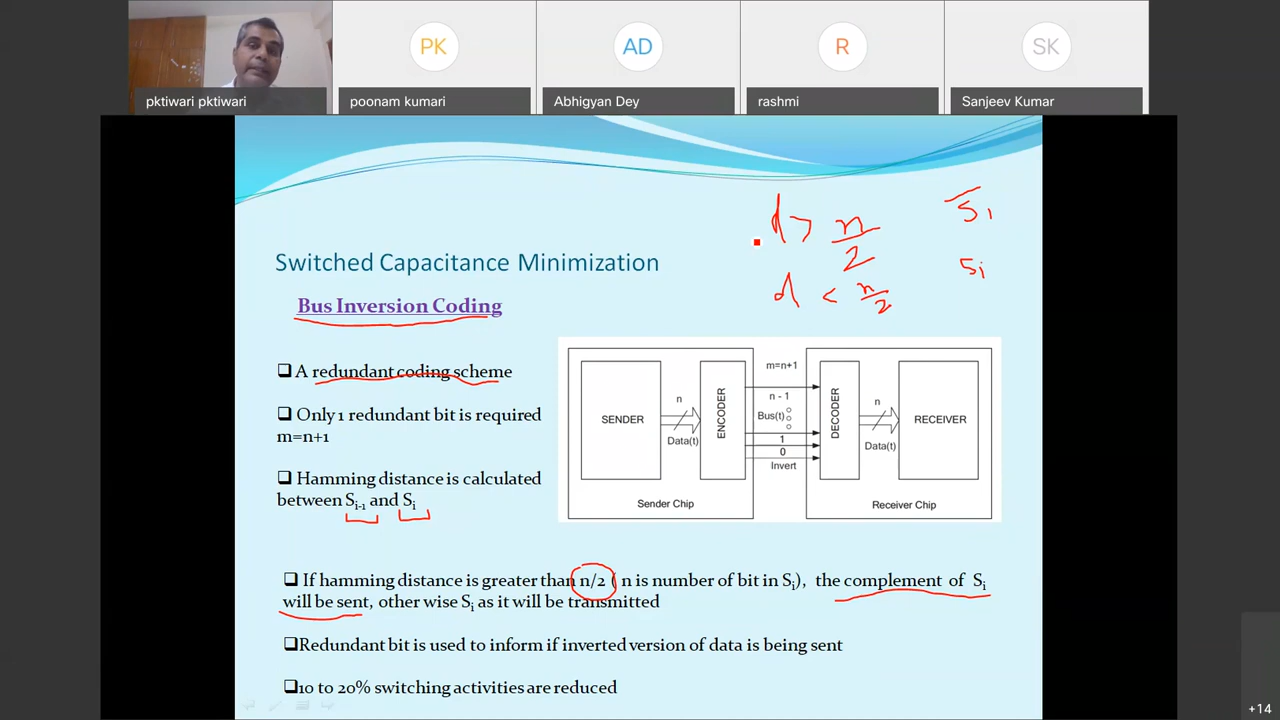 PK
AD
R
SK
pktiwari pktiwari
poonam kumari
Abhigyan Dey
rashmi
Sanjeev Kumar
d > n/2 S̅i
d < n/2 Si
Switched Capacitance Minimization
Bus Inversion Coding
❑ A redundant coding scheme
❑ Only 1 redundant bit is required
m=n+1
❑ Hamming distance is calculated
between Si-1 and Si
SENDER
n
Data(t)
ENCODER
m=n+1
n - 1
Bus(t)
1
0
Invert
DECODER
n
Data(t)
RECEIVER
Sender Chip
Receiver Chip
❑ If hamming distance is greater than n/2 ( n is number of bit in Si), the complement of Si
will be sent, other wise Si as it will be transmitted
❑Redundant bit is used to inform if inverted version of data is being sent
❑10 to 20% switching activities are reduced
+14